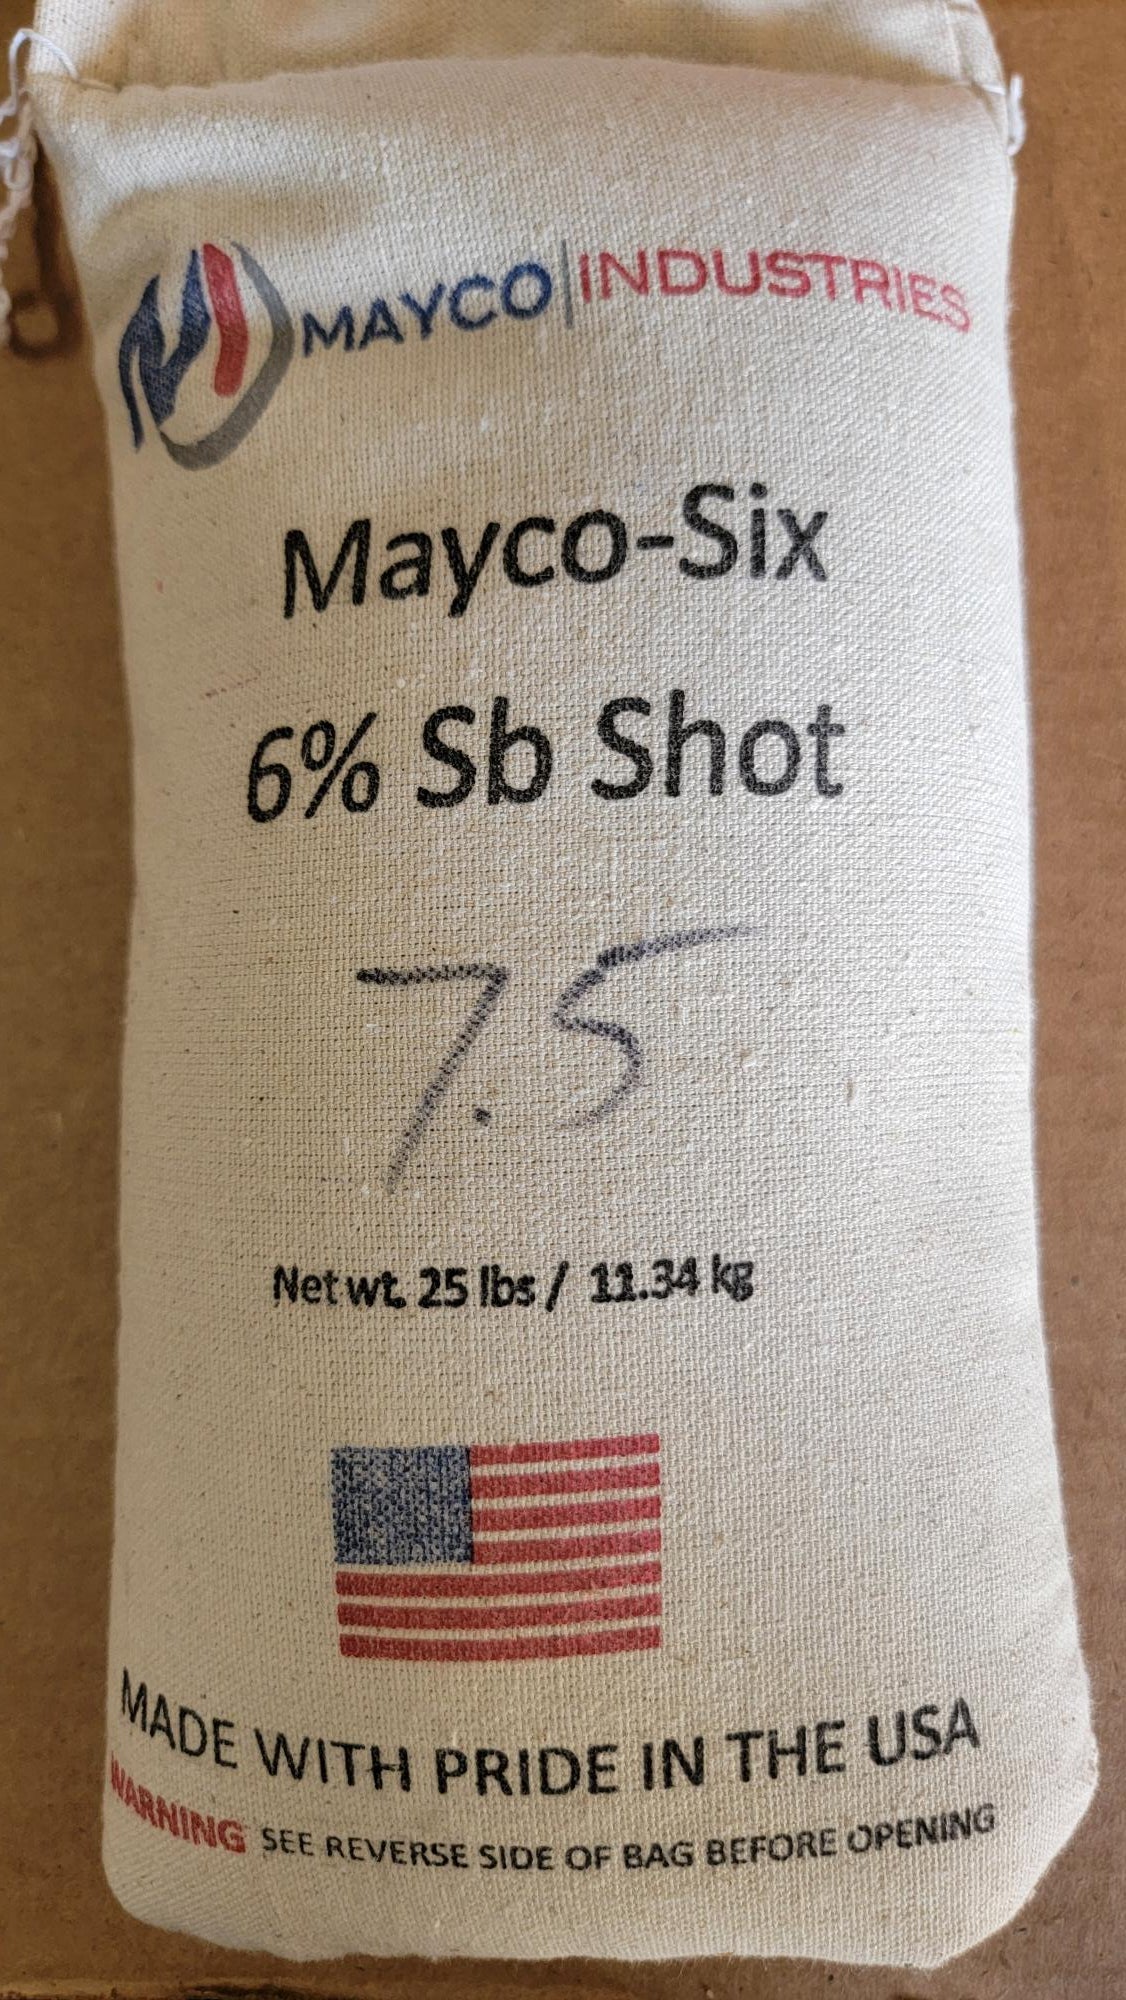 MAYCO|INDUSTRIES
Mayco-Six
6% Sb Shot
7.5
Net wt. 25 lbs / 11.34 kg
MADE WITH PRIDE IN THE USA
WARNING SEE REVERSE SIDE OF BAG BEFORE OPENING